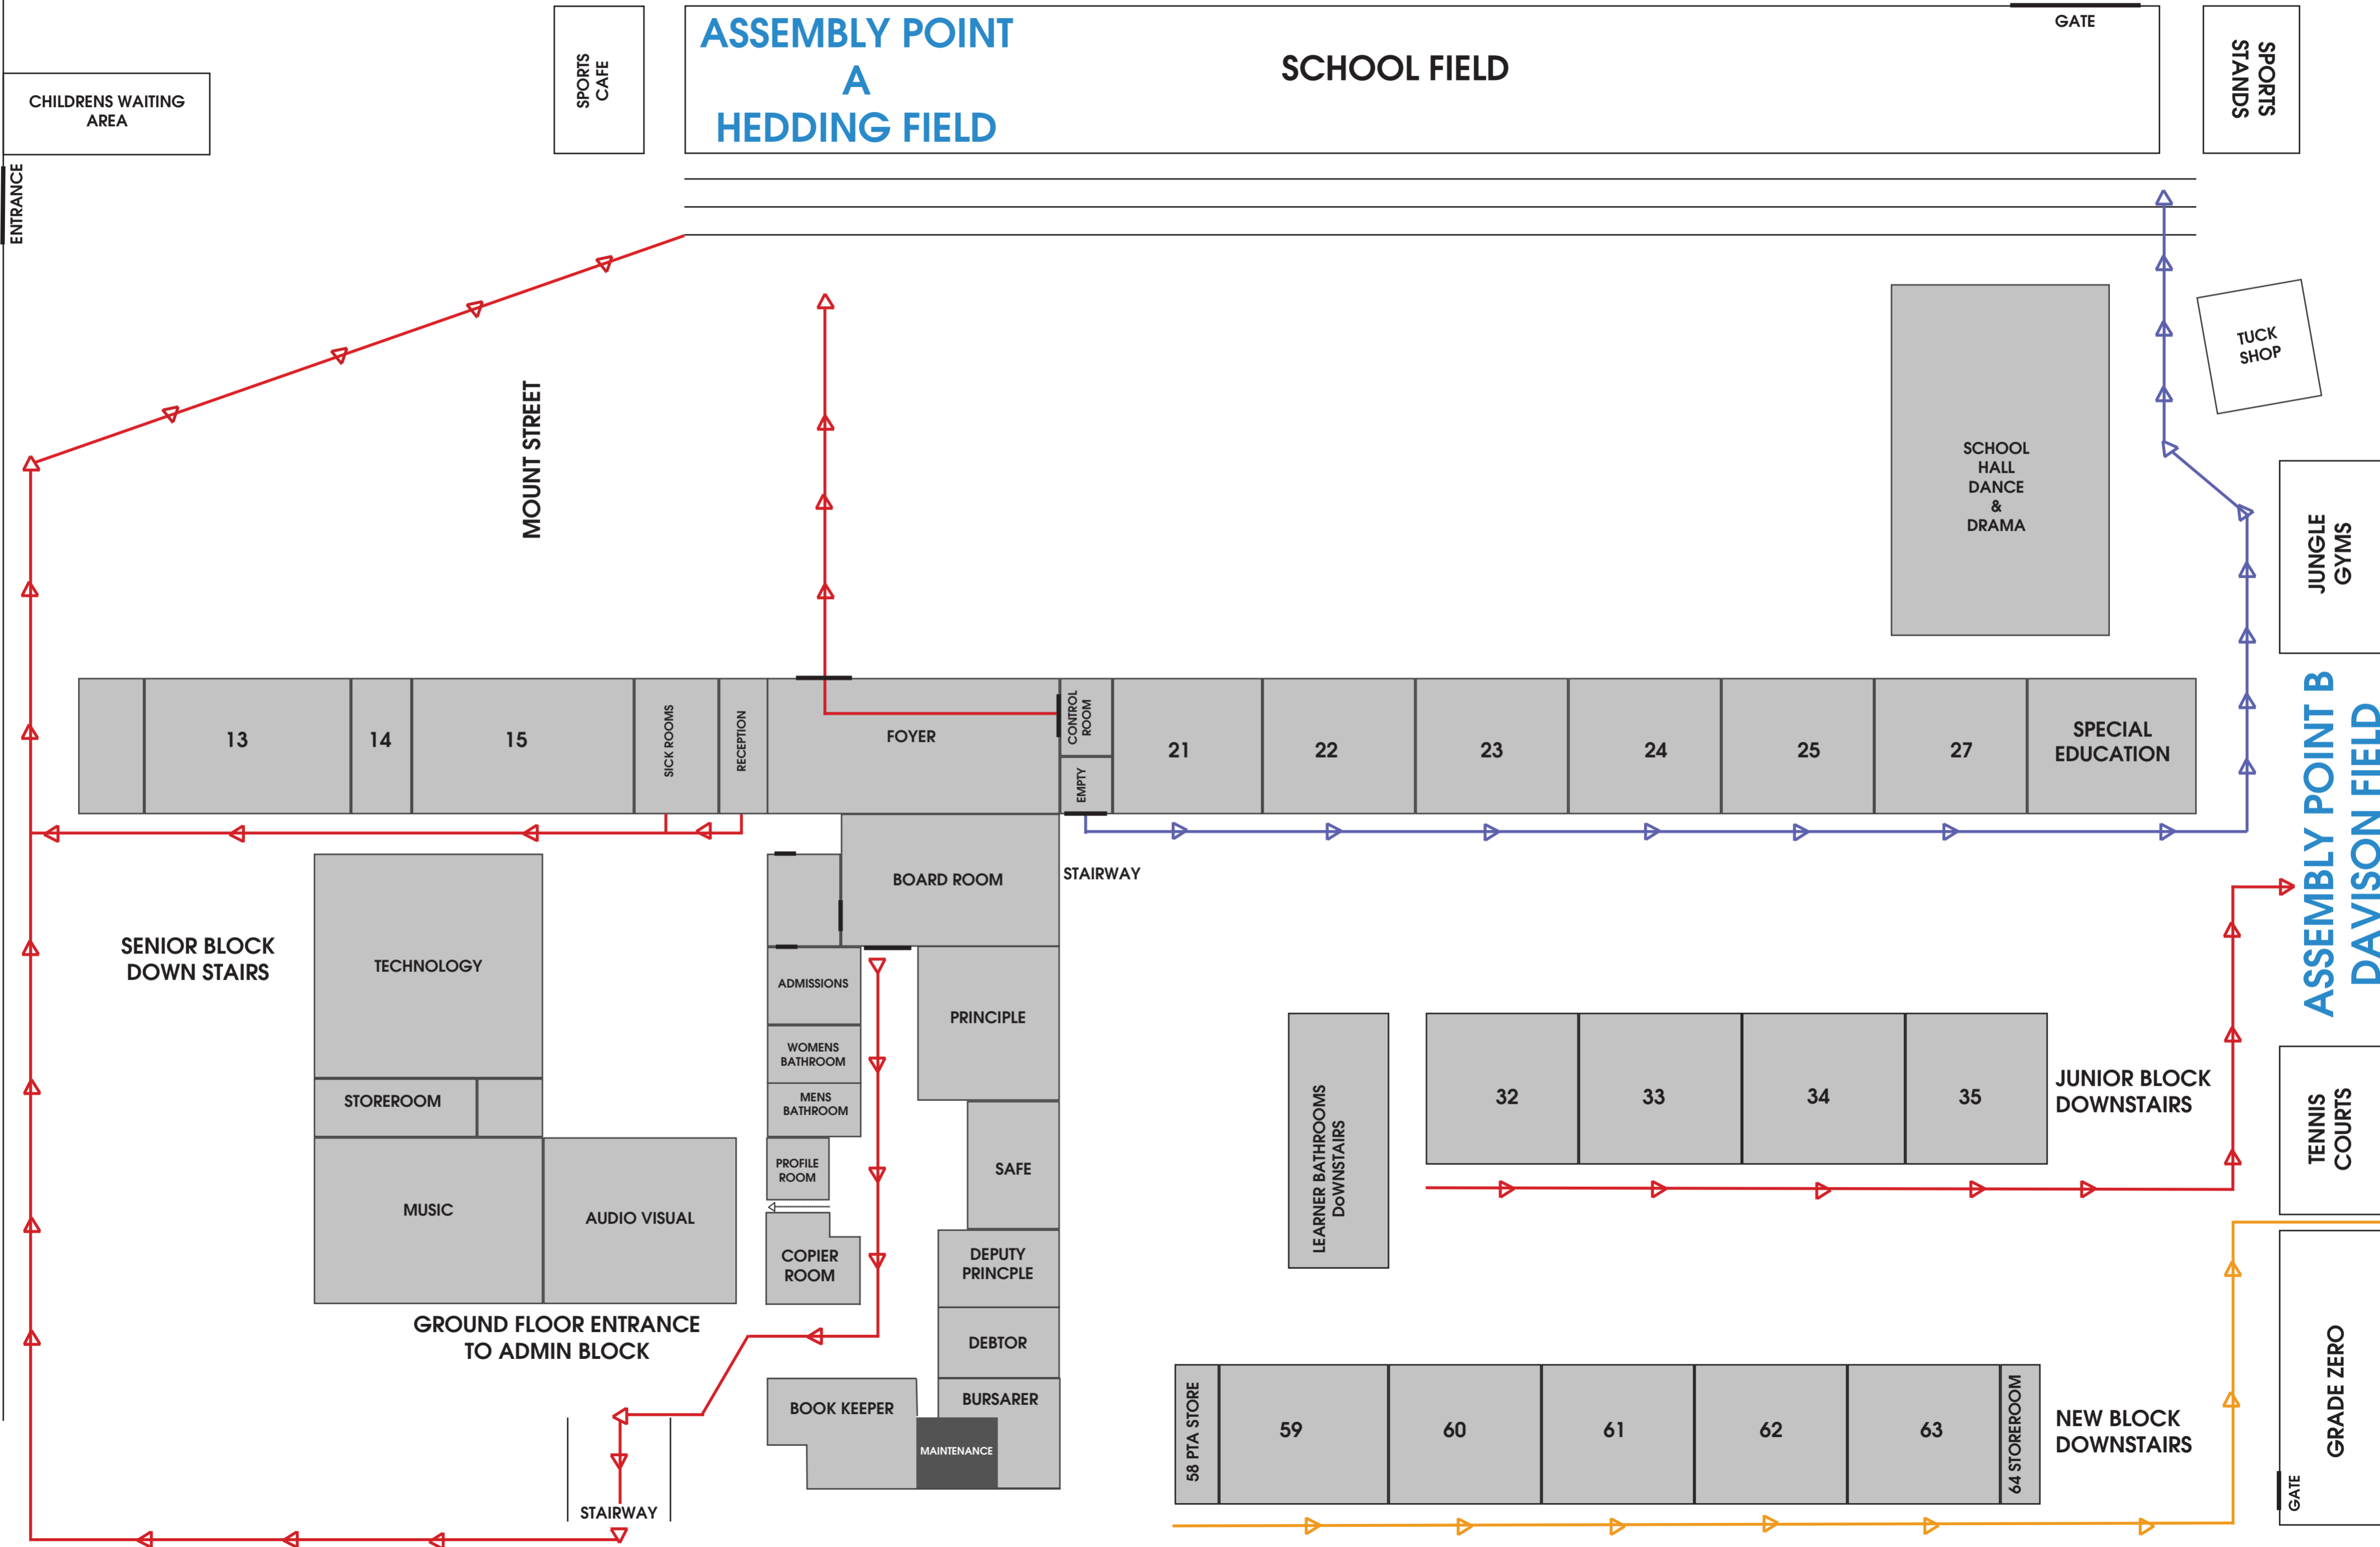 ASSEMBLY POINT
A
HEDDING FIELD
SCHOOL FIELD
GATE
SPORTS
STANDS
SPORTS
CAFE
CHILDRENS WAITING
AREA
ENTRANCE
MOUNT STREET
TUCK
SHOP
SCHOOL
HALL
DANCE
&
DRAMA
JUNGLE
GYMS
13
14
15
SICK ROOMS
RECEPTION
FOYER
CONTROL
ROOM
EMPTY
21
22
23
24
25
27
SPECIAL
EDUCATION
ASSEMBLY POINT B
DAVISON FIELD
BOARD ROOM
STAIRWAY
SENIOR BLOCK
DOWN STAIRS
TECHNOLOGY
STOREROOM
MUSIC
AUDIO VISUAL
ADMISSIONS
WOMENS
BATHROOM
MENS
BATHROOM
PROFILE
ROOM
COPIER
ROOM
PRINCIPLE
SAFE
DEPUTY
PRINCPLE
DEBTOR
BURSARER
BOOK KEEPER
MAINTENANCE
GROUND FLOOR ENTRANCE
TO ADMIN BLOCK
STAIRWAY
LEARNER BATHROOMS
DoWNSTAIRS
32
33
34
35
JUNIOR BLOCK
DOWNSTAIRS
TENNIS
COURTS
58 PTA STORE
59
60
61
62
63
64 STOREROOM
NEW BLOCK
DOWNSTAIRS
GRADE ZERO
GATE